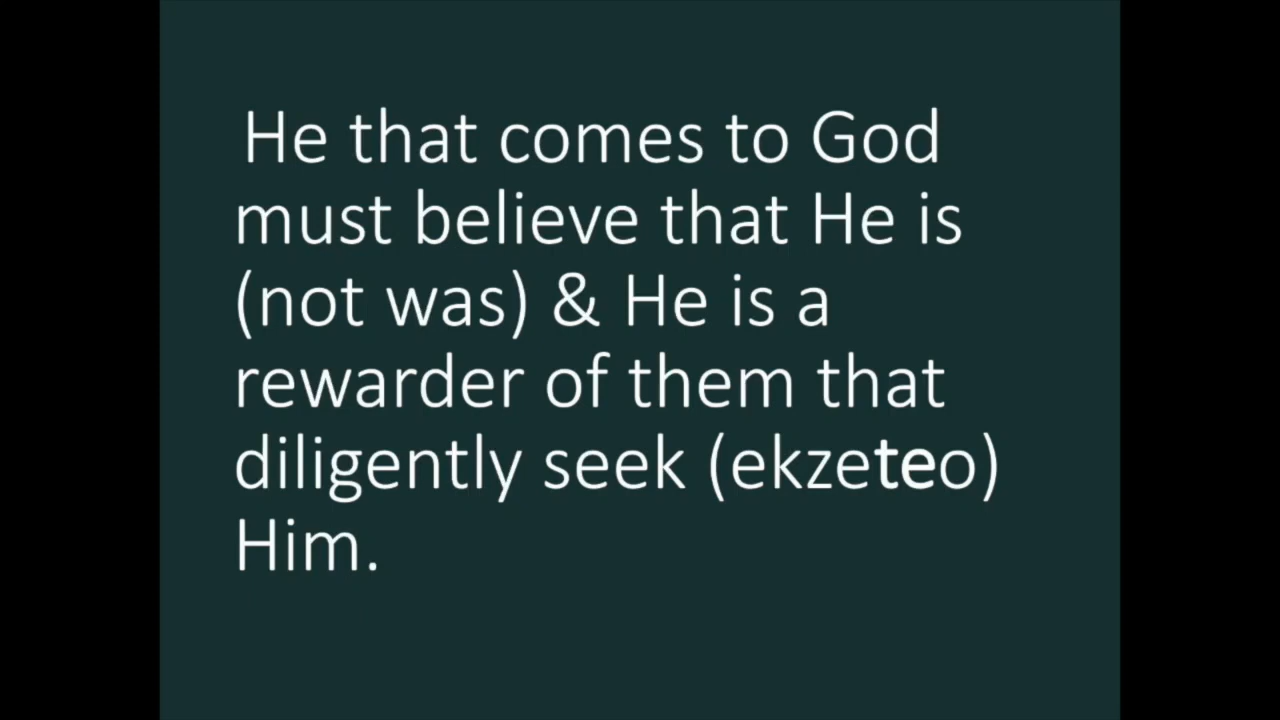 He that comes to God
must believe that He is
(not was) & He is a
rewarder of them that
diligently seek (ekzeteo)
Him.